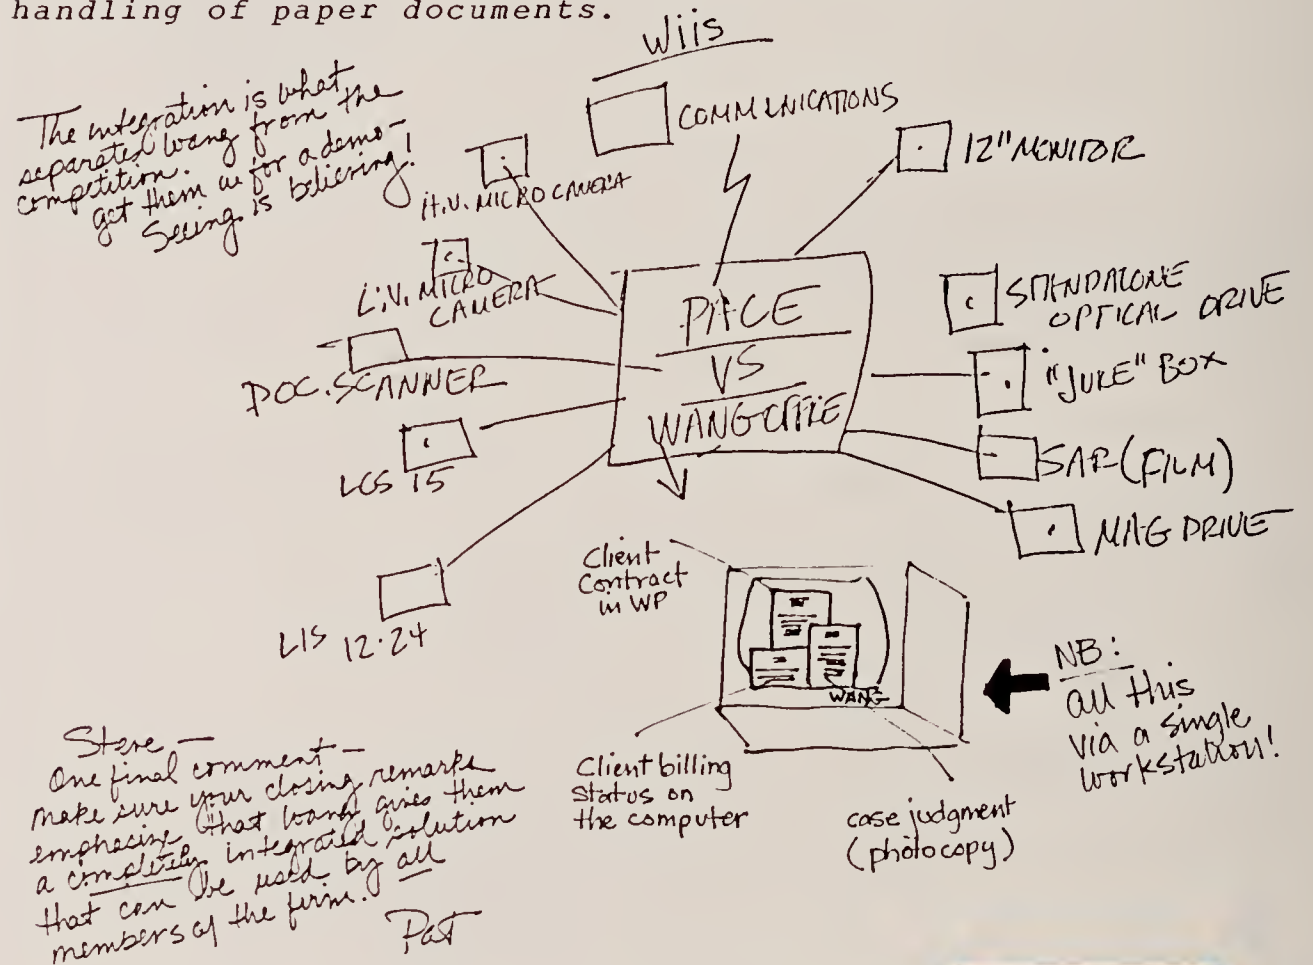 handling of paper documents.
The integration is what
separated Wang from the
competition.
get them in for a demo-
Seeing is believing!
WIIS
COMMUNICATIONS
12" MONITOR
H.V. MICRO CAMERA
L.V. MICRO
CAMERA
DOC. SCANNER
LCS 15
LIS 12-24
PACE
VS
WANG OFFICE
STANDALONE
OPTICAL DRIVE
"JUKE" BOX
SAR (FILM)
MAG DRIVE
Client
Contract
in WP
WANG
NB:
all this
via a single
workstation!
Client billing
status on
the computer
case judgment
(photocopy)
Steve —
One final comment —
make sure your closing remarks
emphasize that Wang gives them
a completely integrated solution
that can be used by all
members of the firm.
Pat